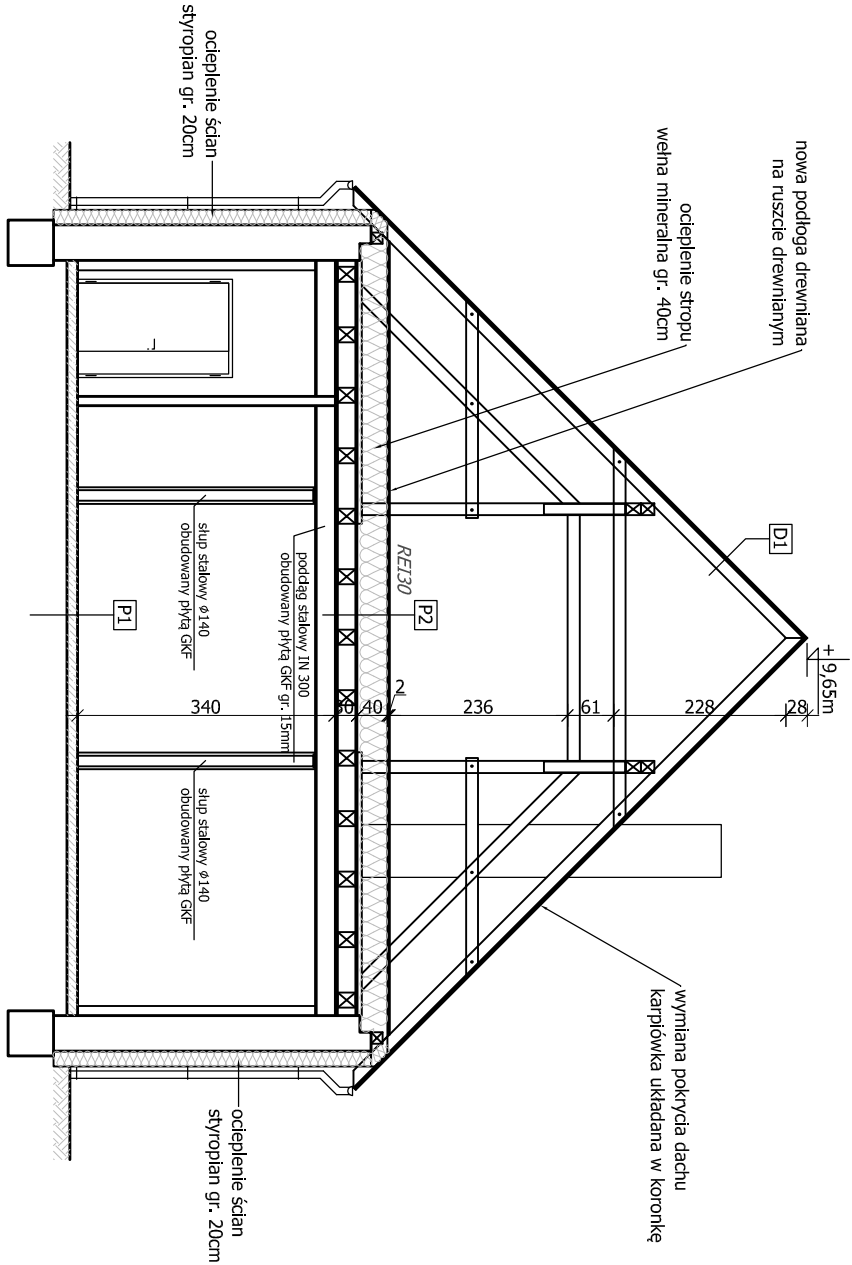 ocieplenie ścian
styropian gr. 20cm
wełna mineralna gr. 40cm
ocieplenie stropu
nowa podłoga drewniana
na ruszcie drewnianym
D1
+9,65m
REI30
P2
P1
słup stalowy ϕ140
obudowany płytą GKF
podciąg stalowy IN 300
obudowany płytą GKF gr. 15mm
340
30
40
2
236
61
228
28
słup stalowy ϕ140
obudowany płytą GKF
wymiana pokrycia dachu
karpiówka układana w koronkę
ocieplenie ścian
styropian gr. 20cm